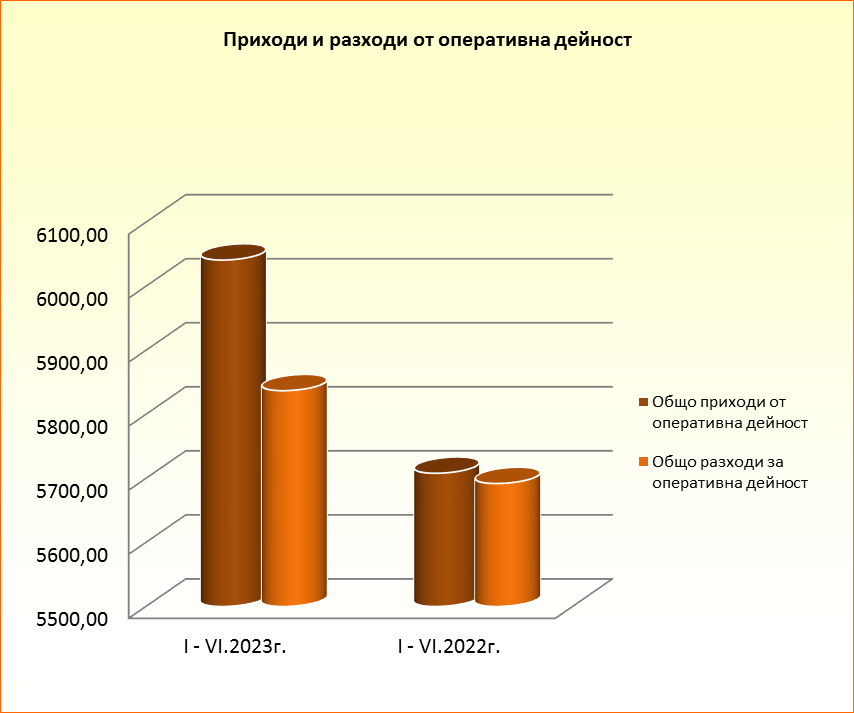 Приходи и разходи от оперативна дейност
6100,00
6000,00
5900,00
5800,00
5700,00
5600,00
5500,00
I - VI.2023г.
I - VI.2022г.
Общо приходи от
оперативна дейност
Общо разходи за
оперативна дейност